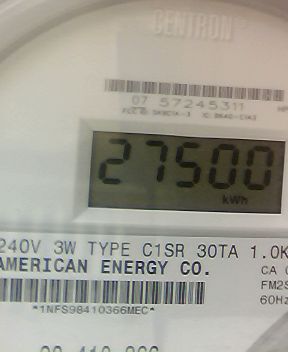 CENTRON®
07 57245311
27500
kWh
240V 3W TYPE C1SR 30TA 1.0K
AMERICAN ENERGY CO.
CA
FM2S
60Hz
*1NFS98410366MEC*